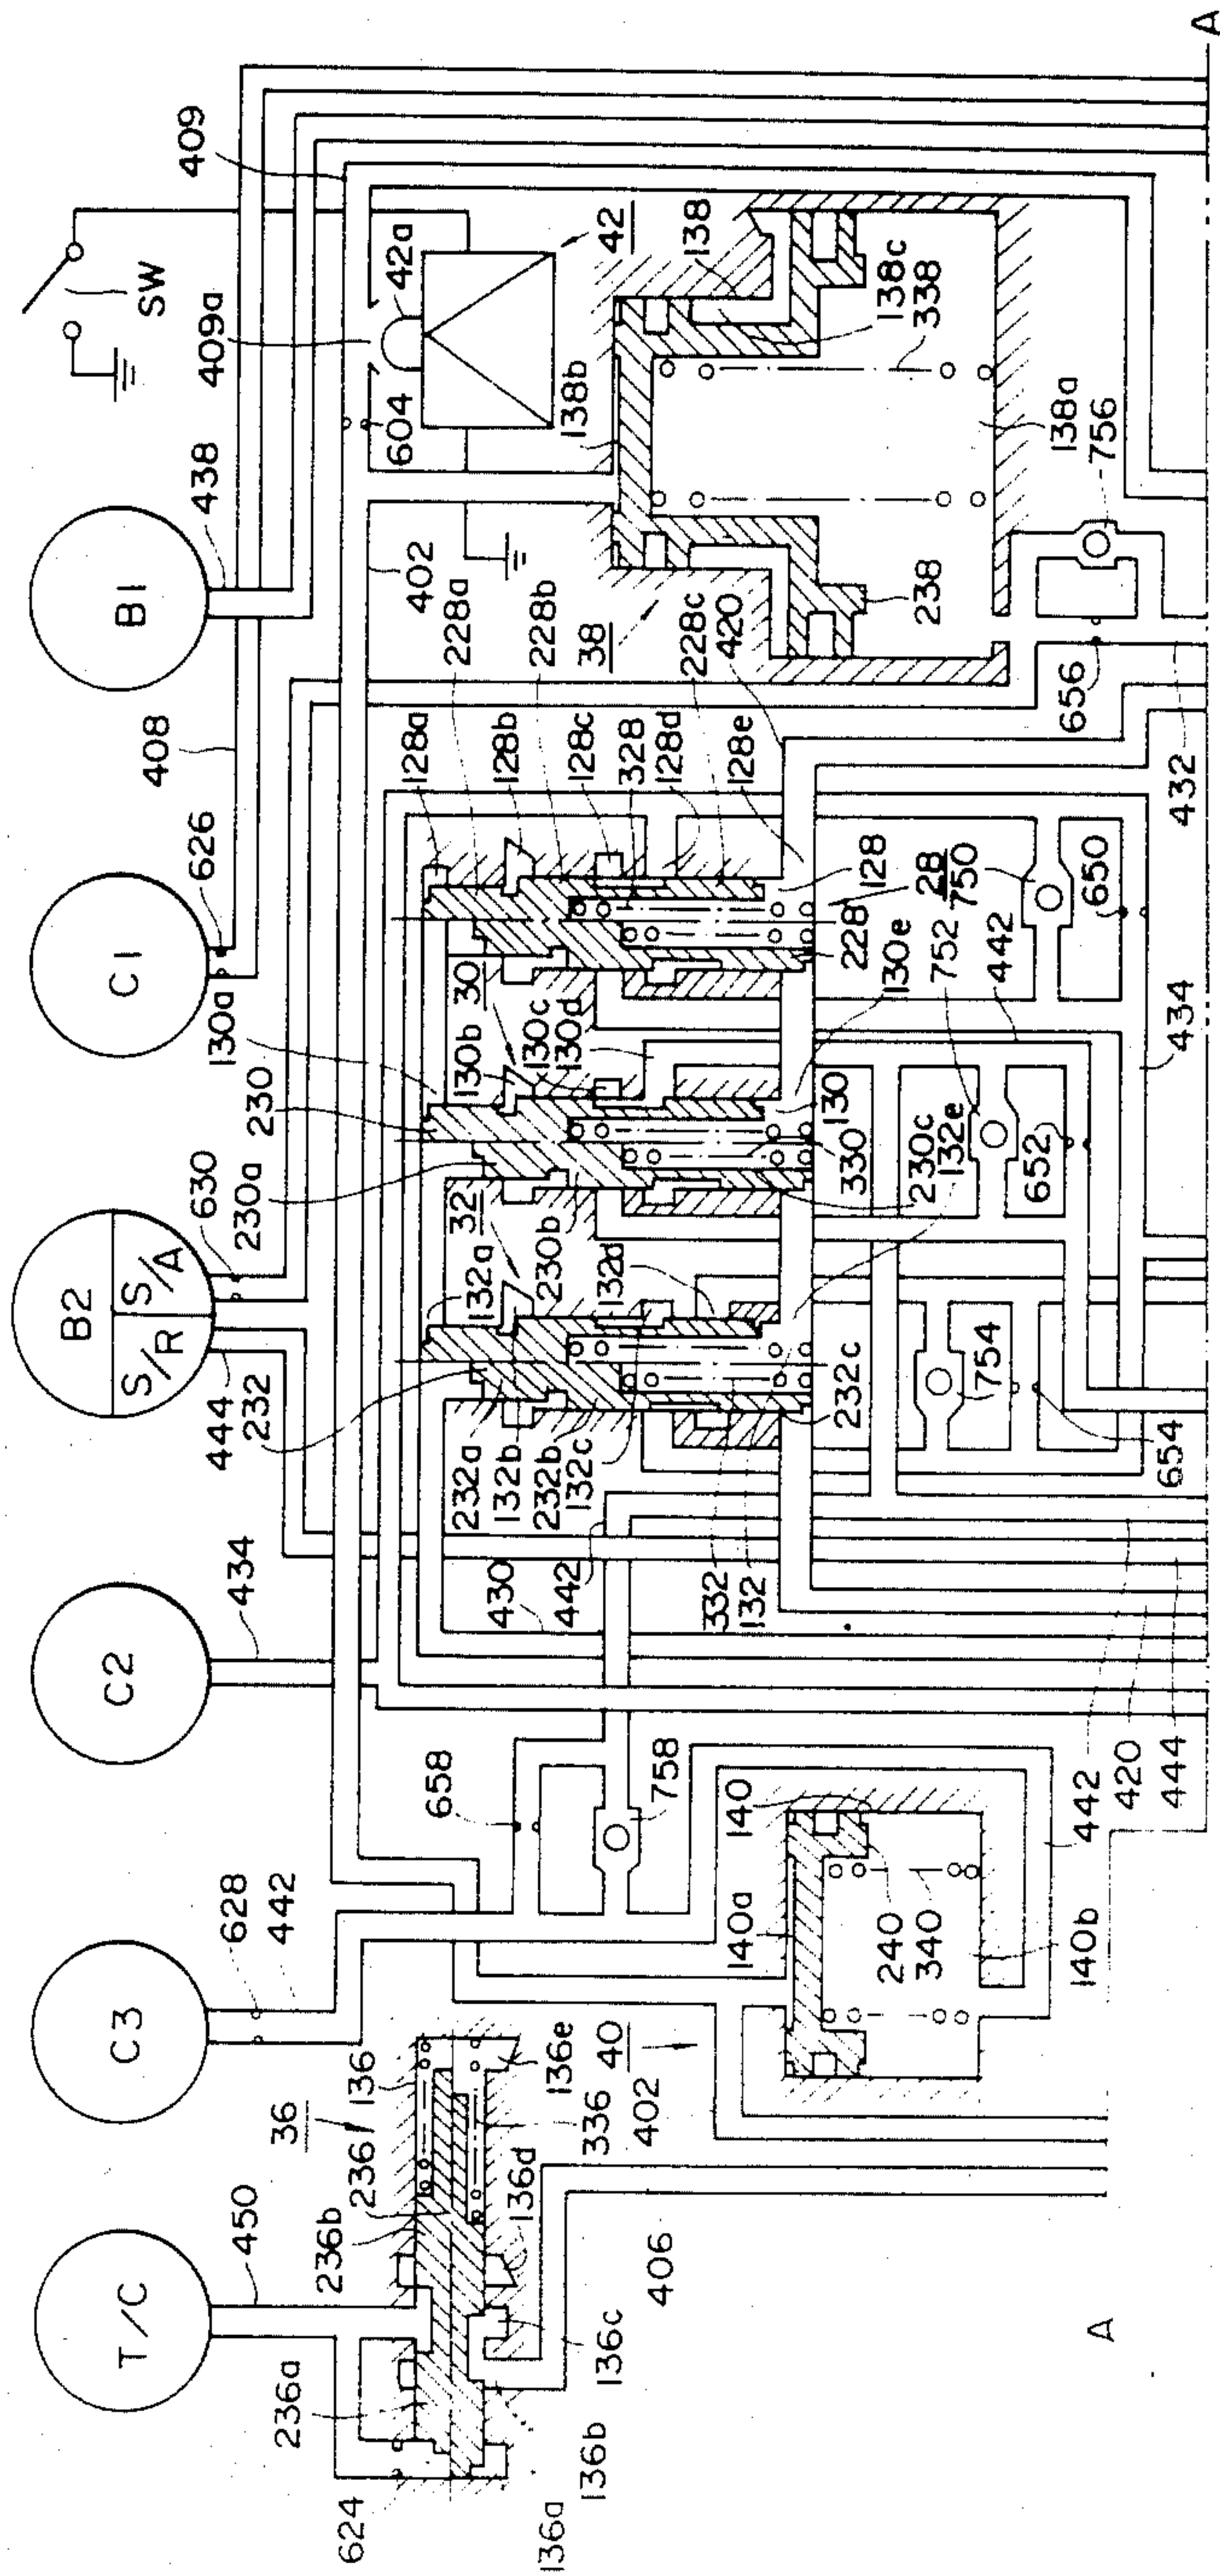 T/C
C3
C2
B2
S/R
S/A
C1
B1
SW
450
628
442
434
444
232
630
130a
626
408
438
409a
409
42a
604
42
138b
138
138c
338
138a
756
238
38
402
228a
228b
228c
420
128a
128b
128c
328
128d
128e
128
28
750
650
228
130e
752
442
434
432
656
230
230a
30
130b
130c
130d
130
330
230c
132e
652
32
132a
230b
132d
232a
132b
232b
132c
232c
754
654
332
132
430
442
658
758
140
140a
240
340
140b
442
420
444
40
402
36
136
236
136e
336
136d
236b
236a
136c
406
624
136a
136b
A
A